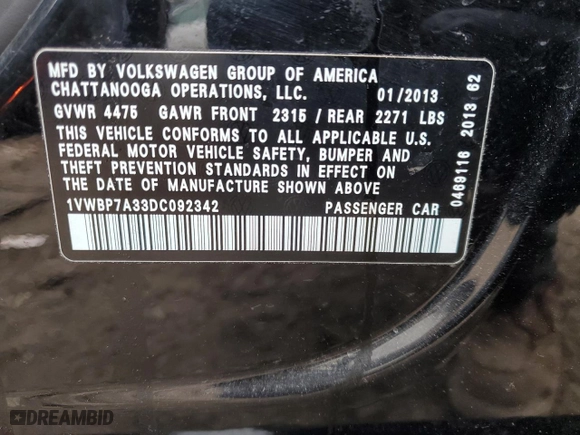 MFD BY VOLKSWAGEN GROUP OF AMERICA
CHATTANOOGA OPERATIONS, LLC. 01/2013
GVWR 4475 GAWR FRONT 2315 / REAR 2271 LBS
THIS VEHICLE CONFORMS TO ALL APPLICABLE U.S.
FEDERAL MOTOR VEHICLE SAFETY, BUMPER AND
THEFT PREVENTION STANDARDS IN EFFECT ON
THE DATE OF MANUFACTURE SHOWN ABOVE
1VWBP7A33DC092342 PASSENGER CAR
0469116 2013 62
DREAMBID